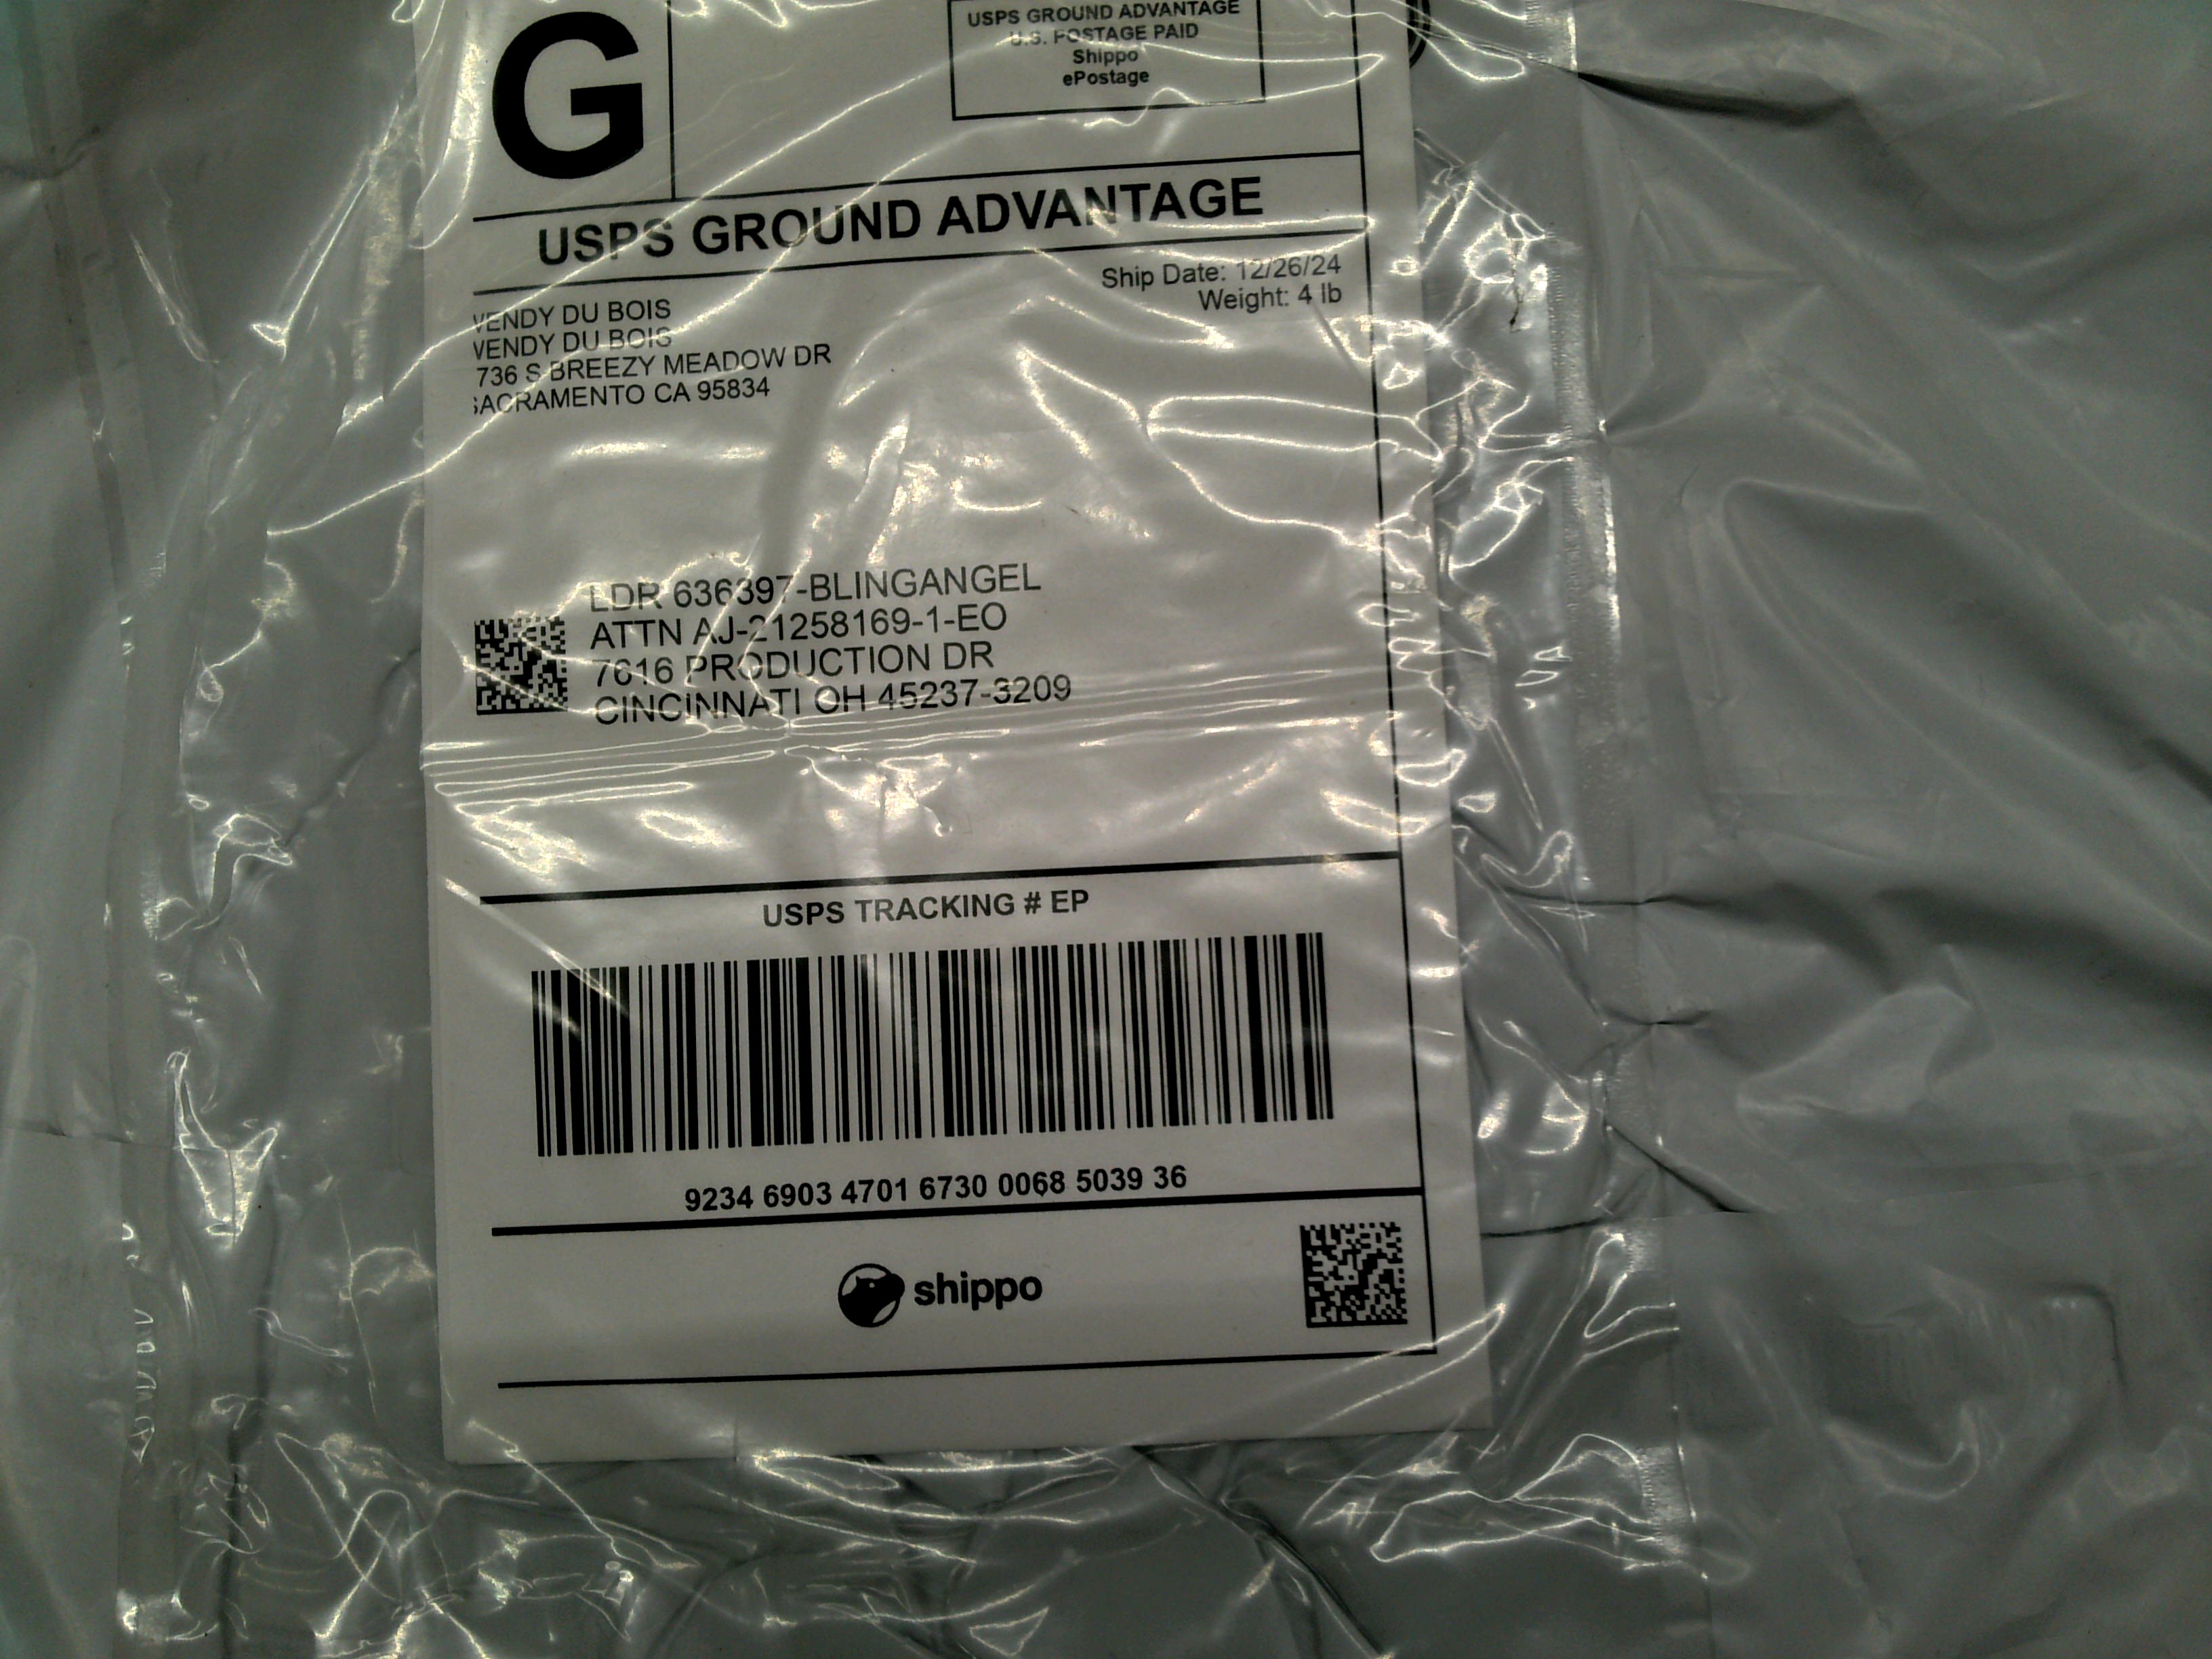 G
USPS GROUND ADVANTAGE
U.S. POSTAGE PAID
Shippo
ePostage
USPS GROUND ADVANTAGE
Ship Date: 12/26/24
Weight: 4 lb
VENDY DU BOIS
VENDY DU BOIS
736 S BREEZY MEADOW DR
SACRAMENTO CA 95834
LDR 636397-BLINGANGEL
ATTN AJ-21258169-1-EO
7616 PRODUCTION DR
CINCINNATI OH 45237-3209
USPS TRACKING # EP
9234 6903 4701 6730 0068 5039 36
shippo